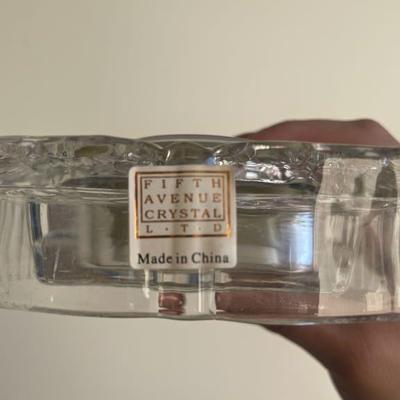 FIFTH
AVENUE
CRYSTAL
L·T·D
Made in China